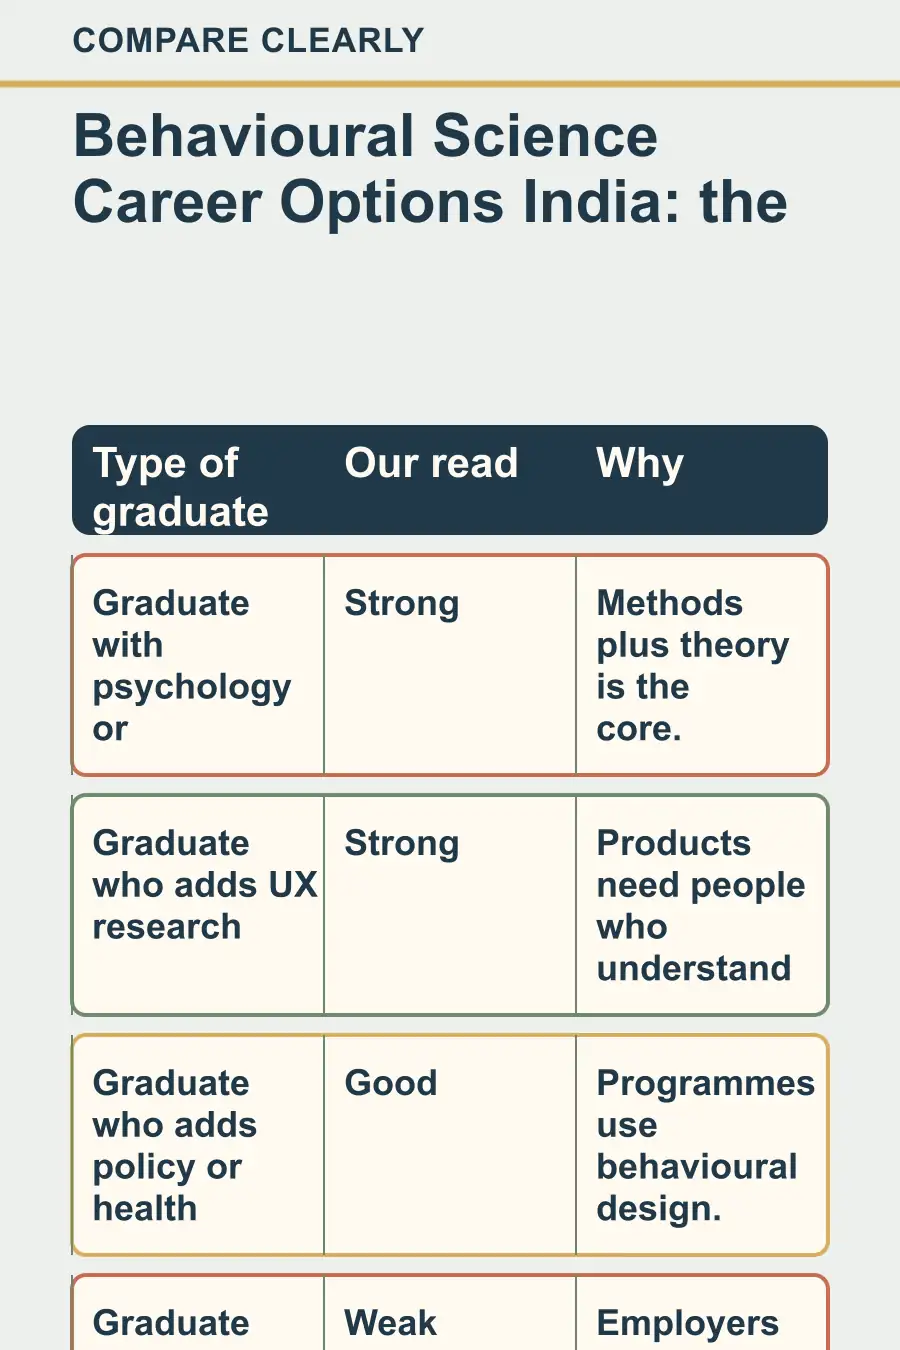 COMPARE CLEARLY
Behavioural Science
Career Options India: the
Type of
graduate
Our read
Why
Graduate
with
psychology
or
Strong
Methods
plus theory
is the
core.
Graduate
who adds UX
research
Strong
Products
need people
who
understand
Graduate
who adds
policy or
health
Good
Programmes
use
behavioural
design.
Graduate
Weak
Employers